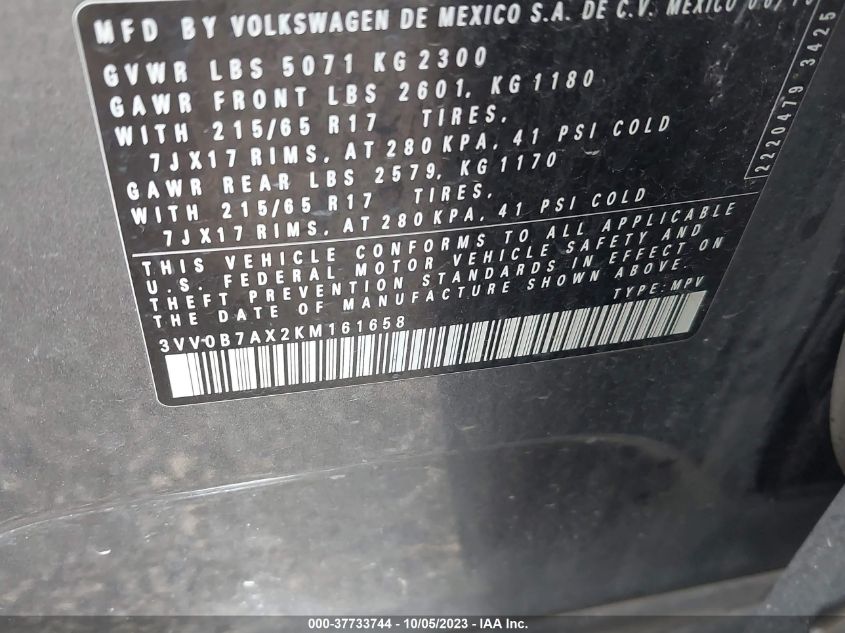 MFD BY VOLKSWAGEN DE MEXICO S.A. DE C.V. MEXICO
GVWR LBS 5071 KG 2300
GAWR FRONT LBS 2601, KG 1180
WITH 215/65 R17 TIRES,
7JX17 RIMS, AT 280 KPA, 41 PSI COLD
GAWR REAR LBS 2579, KG 1170
WITH 215/65 R17 TIRES,
7JX17 RIMS, AT 280 KPA, 41 PSI COLD
THIS VEHICLE CONFORMS TO ALL APPLICABLE
U.S. FEDERAL MOTOR VEHICLE SAFETY AND
THEFT PREVENTION STANDARDS IN EFFECT ON
THE DATE OF MANUFACTURE SHOWN ABOVE.
TYPE: MPV
3VV0B7AX2KM161658
2220479 3425
000-37733744 - 10/05/2023 - IAA Inc.